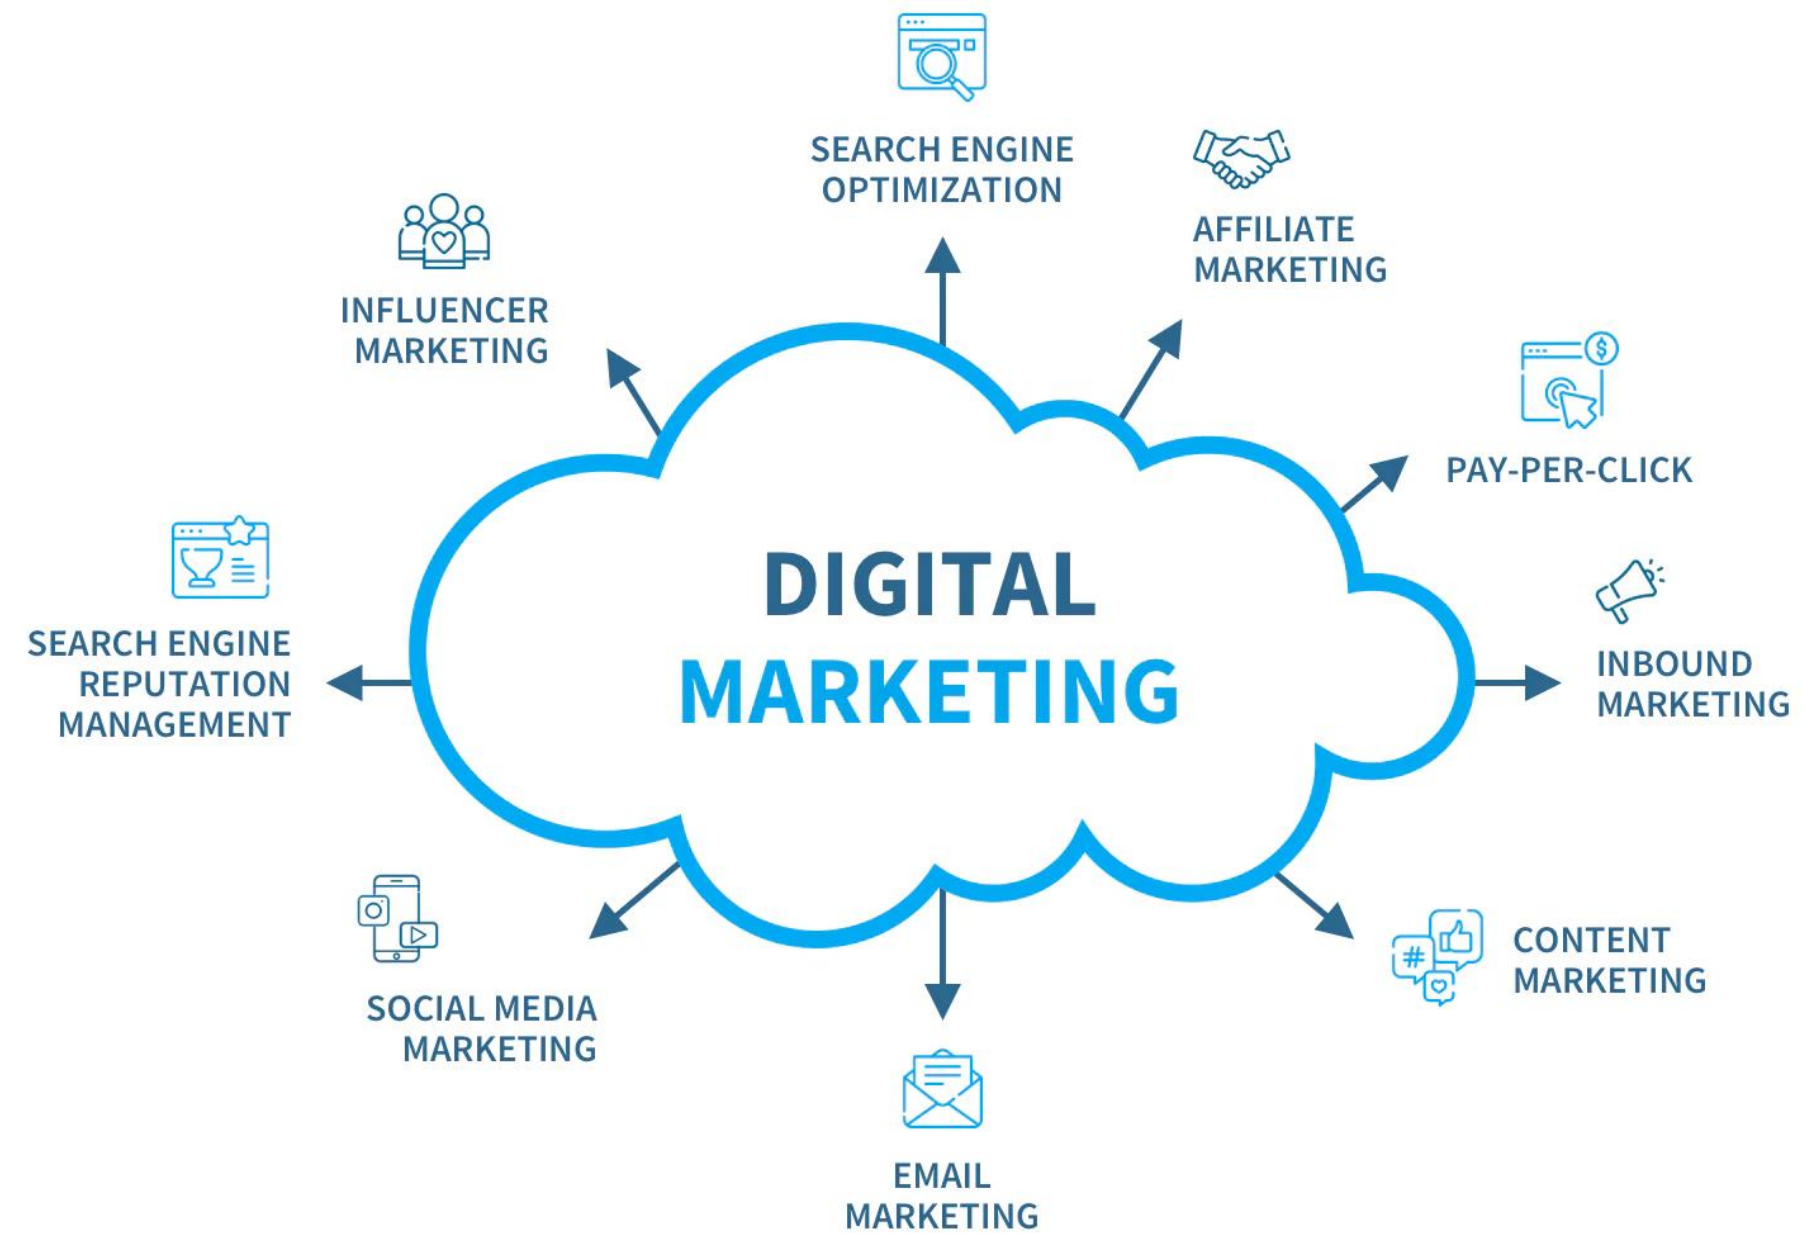 SEARCH ENGINE
OPTIMIZATION
AFFILIATE
MARKETING
INFLUENCER
MARKETING
PAY-PER-CLICK
DIGITAL
MARKETING
SEARCH ENGINE
REPUTATION
MANAGEMENT
INBOUND
MARKETING
SOCIAL MEDIA
MARKETING
CONTENT
MARKETING
EMAIL
MARKETING